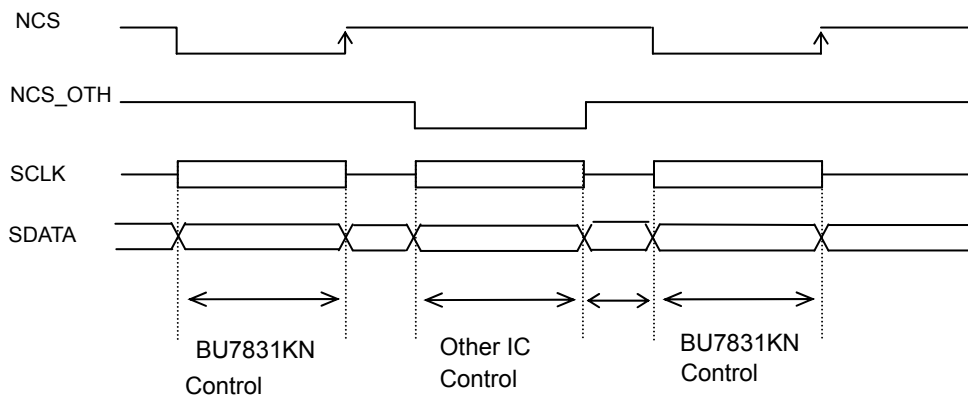 NCS
NCS_OTH
SCLK
SDATA
BU7831KN
Control
Other IC
Control
BU7831KN
Control